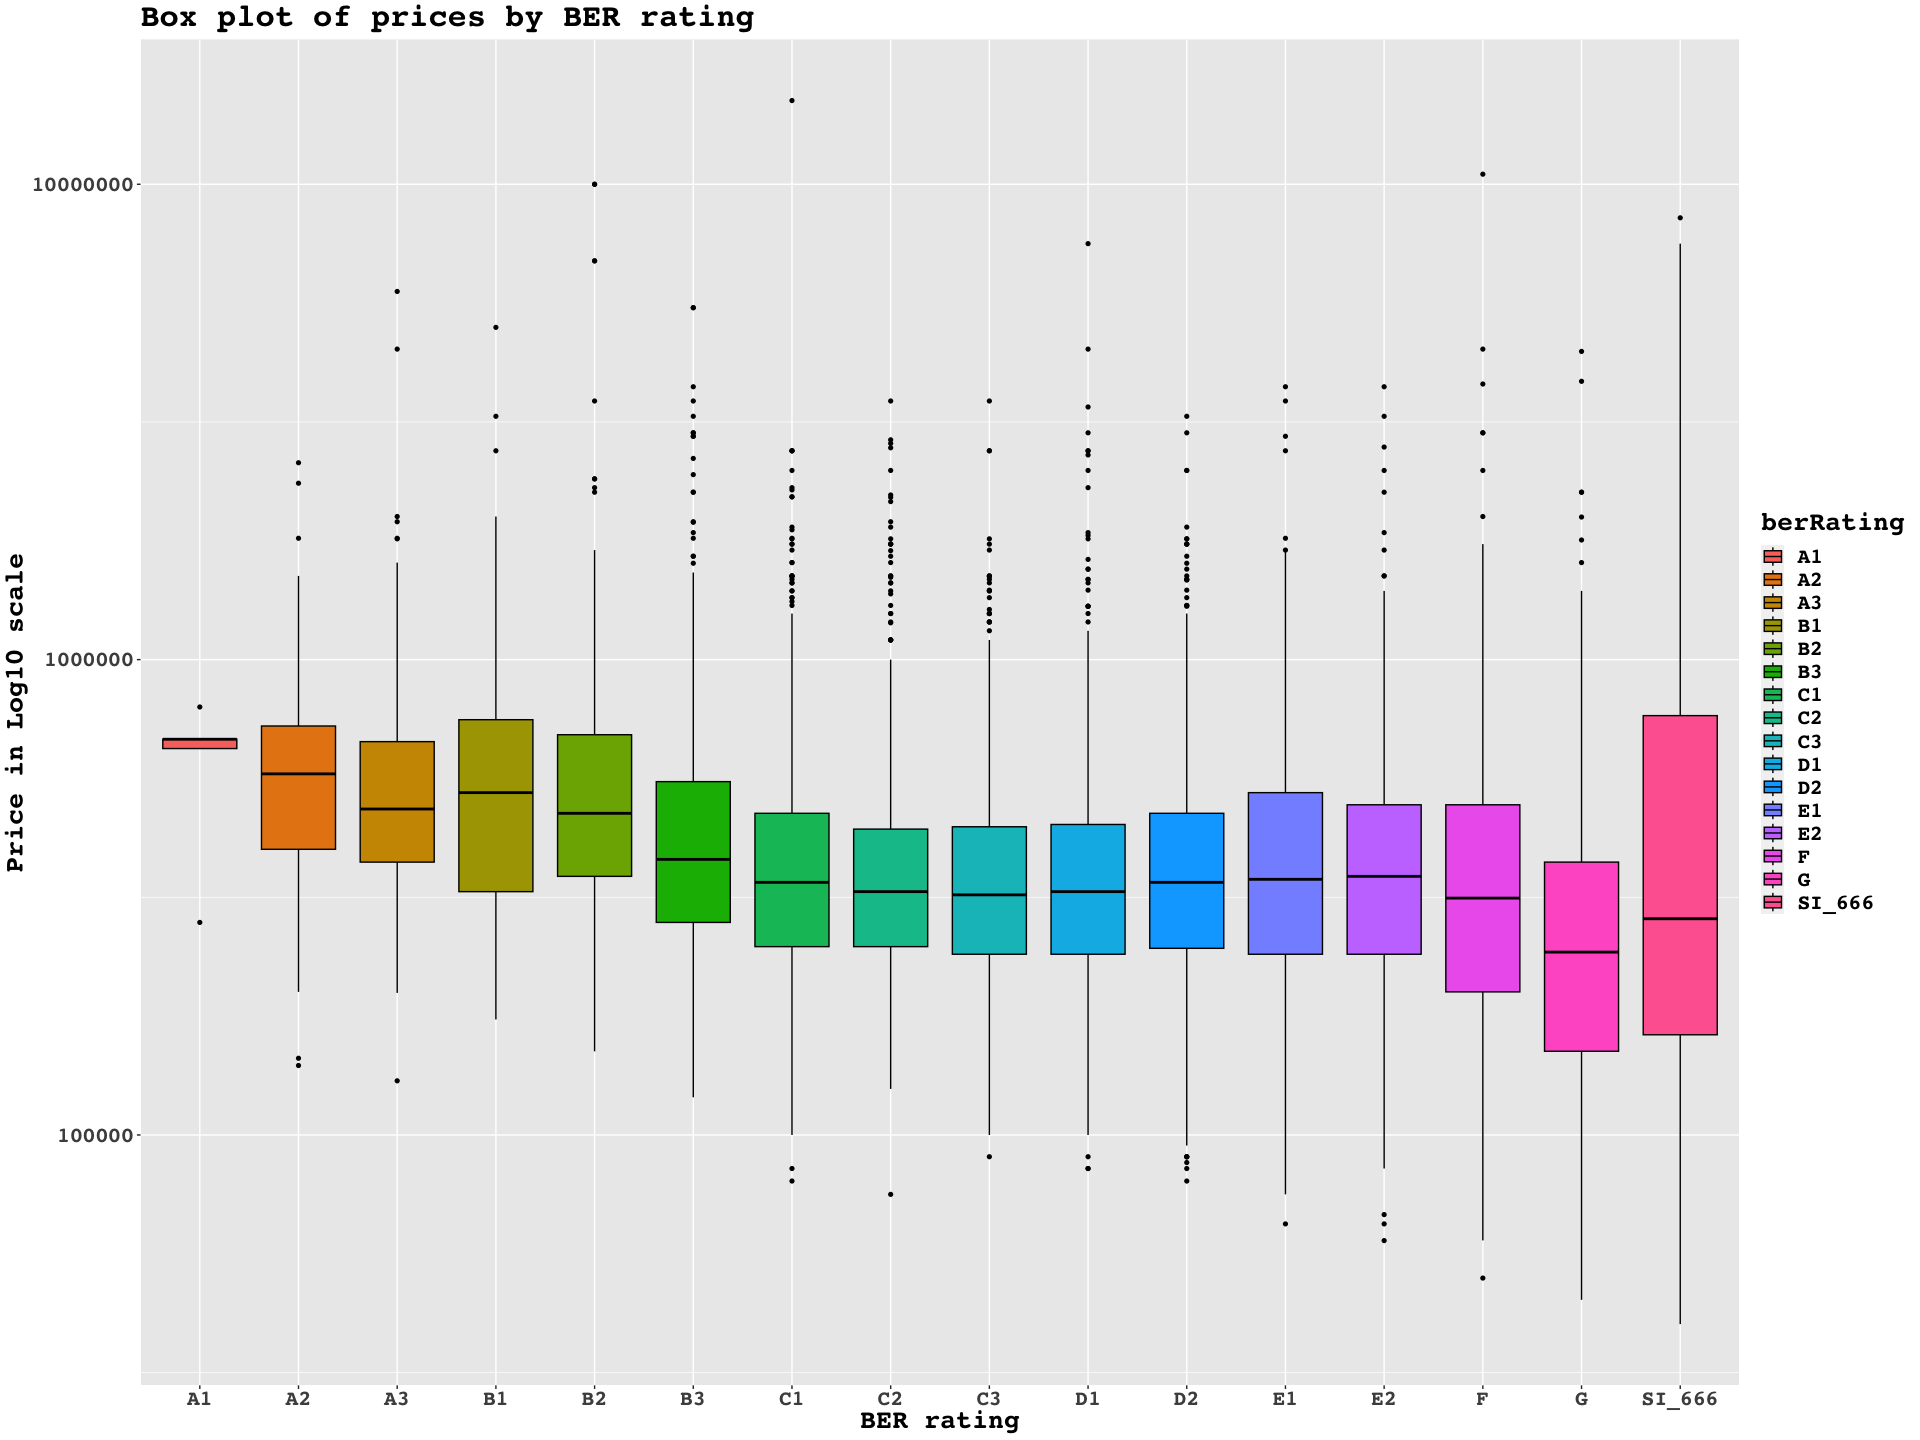 Box plot of prices by BER rating
Price in Log10 scale
10000000
1000000
100000
A1 A2 A3 B1 B2 B3 C1 C2 C3 D1 D2 E1 E2 F G SI_666
BER rating
berRating
A1
A2
A3
B1
B2
B3
C1
C2
C3
D1
D2
E1
E2
F
G
SI_666